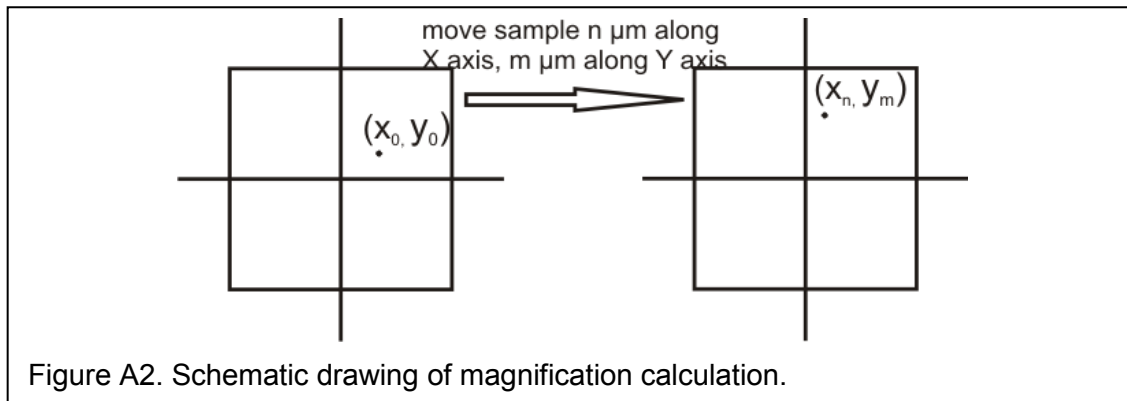 move sample n μm along
X axis, m μm along Y axis
(x₀, y₀)
(xₙ, yₘ)
Figure A2. Schematic drawing of magnification calculation.